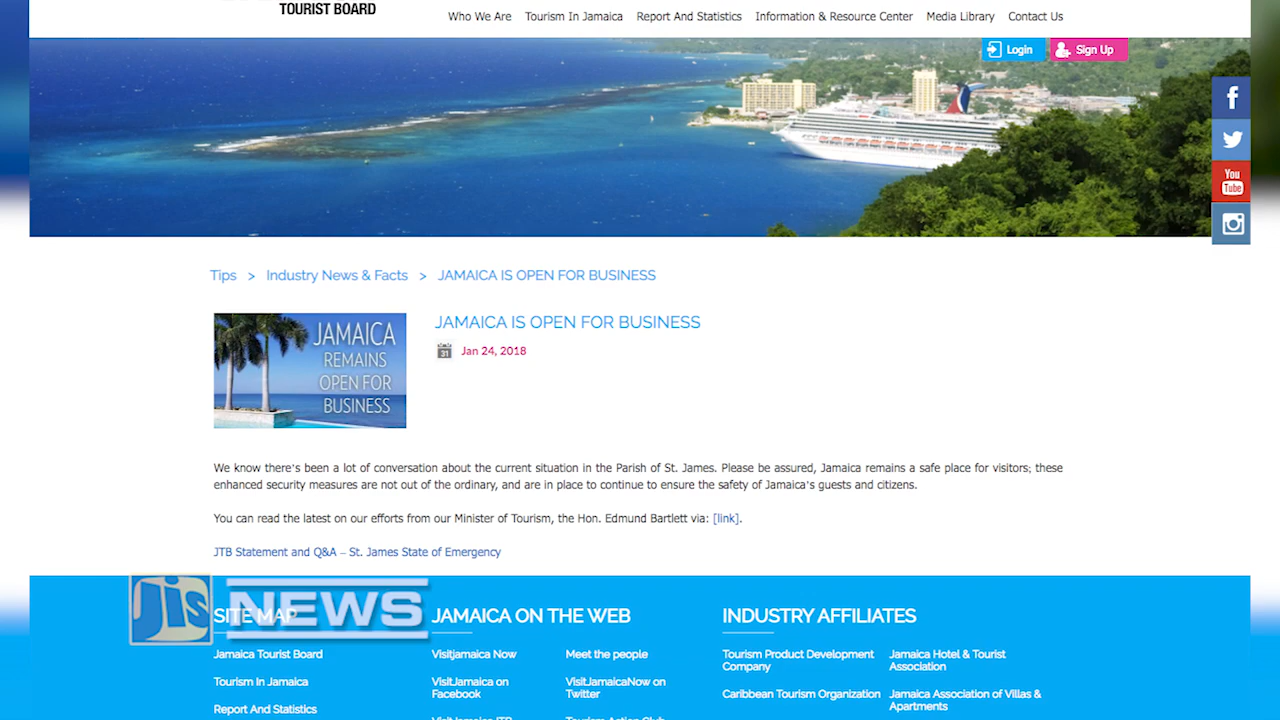 TOURIST BOARD
Who We Are Tourism In Jamaica Report And Statistics Information & Resource Center Media Library Contact Us
Login Sign Up
You
Tube
Tips > Industry News & Facts > JAMAICA IS OPEN FOR BUSINESS
JAMAICA
REMAINS
OPEN FOR
BUSINESS
JAMAICA IS OPEN FOR BUSINESS
31 Jan 24, 2018
We know there's been a lot of conversation about the current situation in the Parish of St. James. Please be assured, Jamaica remains a safe place for visitors; these
enhanced security measures are not out of the ordinary, and are in place to continue to ensure the safety of Jamaica's guests and citizens.
You can read the latest on our efforts from our Minister of Tourism, the Hon. Edmund Bartlett via: [link].
JTB Statement and Q&A – St. James State of Emergency
JIS NEWS
SITE MAP
Jamaica Tourist Board
Tourism In Jamaica
Report And Statistics
JAMAICA ON THE WEB
Visitjamaica Now
VisitJamaica on
Facebook
VisitJamaica JTB
Meet the people
VisitJamaicaNow on
Twitter
Tourism Action Club
INDUSTRY AFFILIATES
Tourism Product Development
Company
Caribbean Tourism Organization
Jamaica Hotel & Tourist
Association
Jamaica Association of Villas &
Apartments